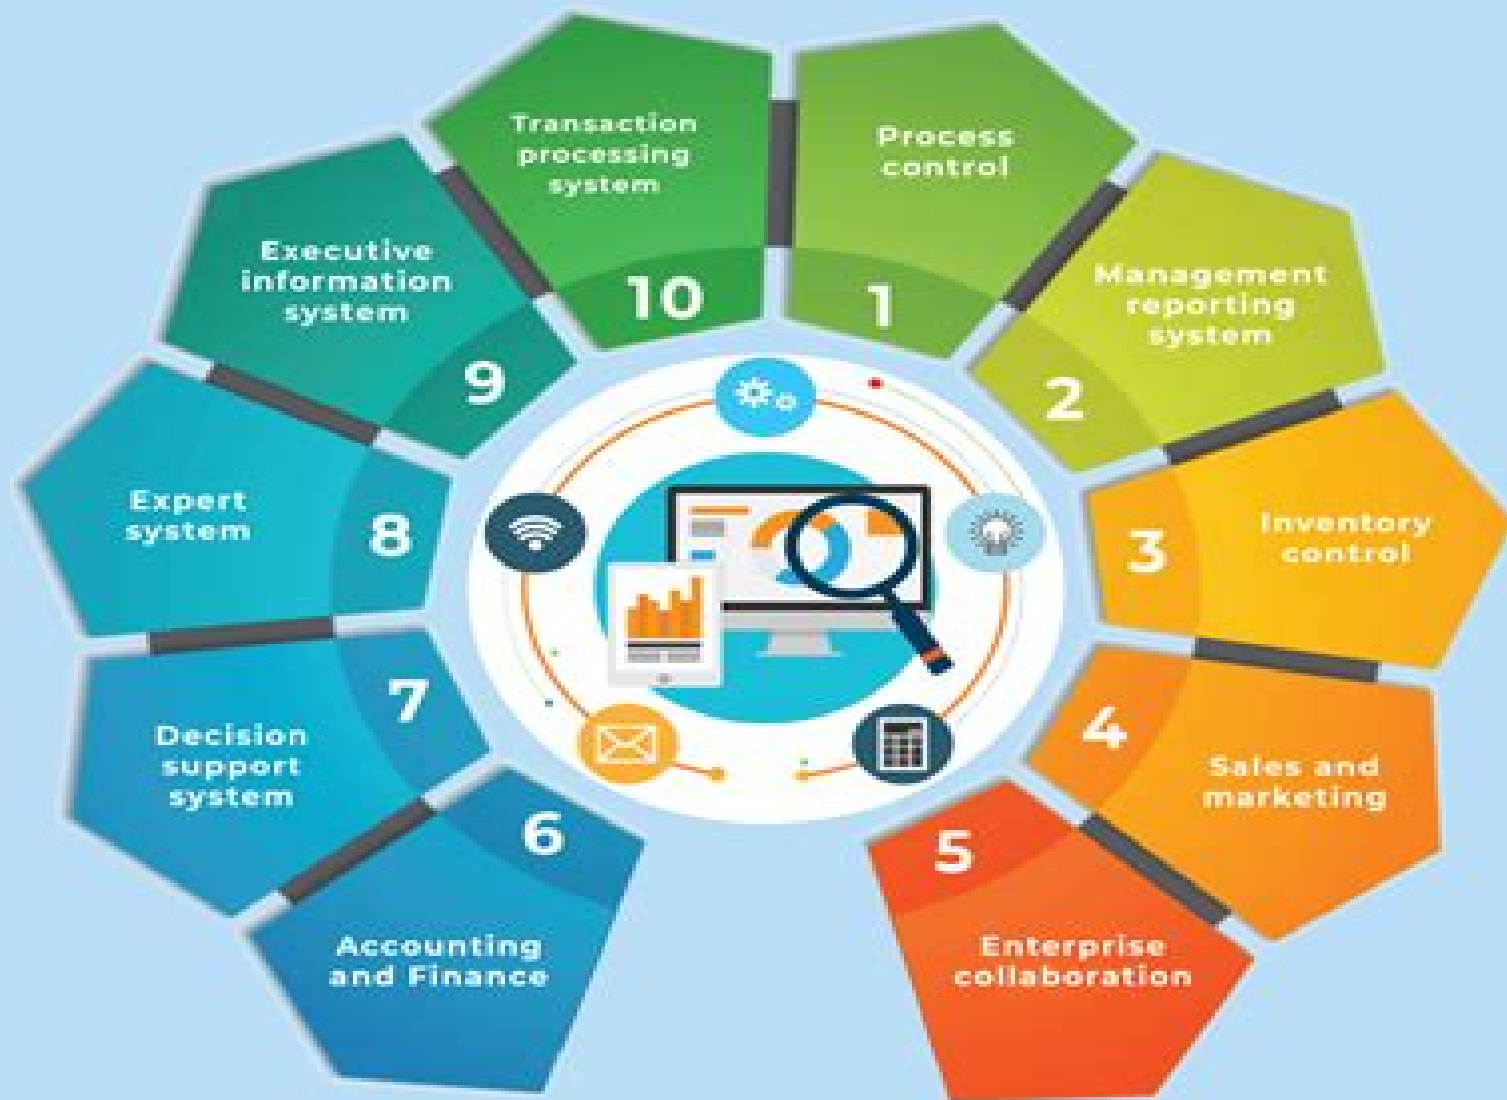 1
Process
control
2
Management
reporting
system
3
Inventory
control
4
Sales and
marketing
5
Enterprise
collaboration
6
Accounting
and Finance
7
Decision
support
system
8
Expert
system
9
Executive
information
system
10
Transaction
processing
system